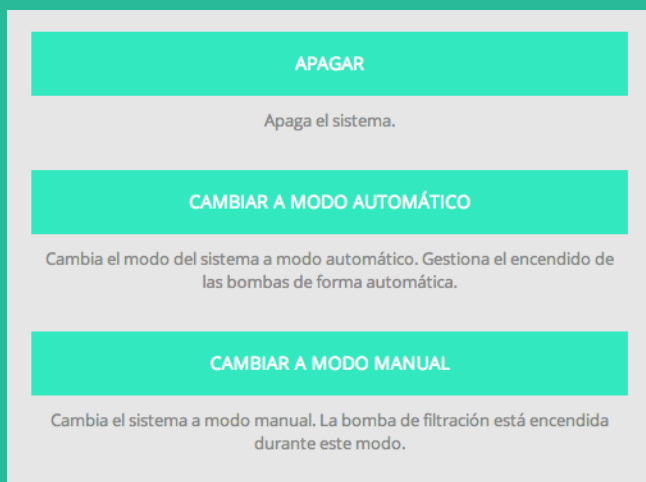 APAGAR
Apaga el sistema.
CAMBIAR A MODO AUTOMÁTICO
Cambia el modo del sistema a modo automático. Gestiona el encendido de
las bombas de forma automática.
CAMBIAR A MODO MANUAL
Cambia el sistema a modo manual. La bomba de filtración está encendida
durante este modo.